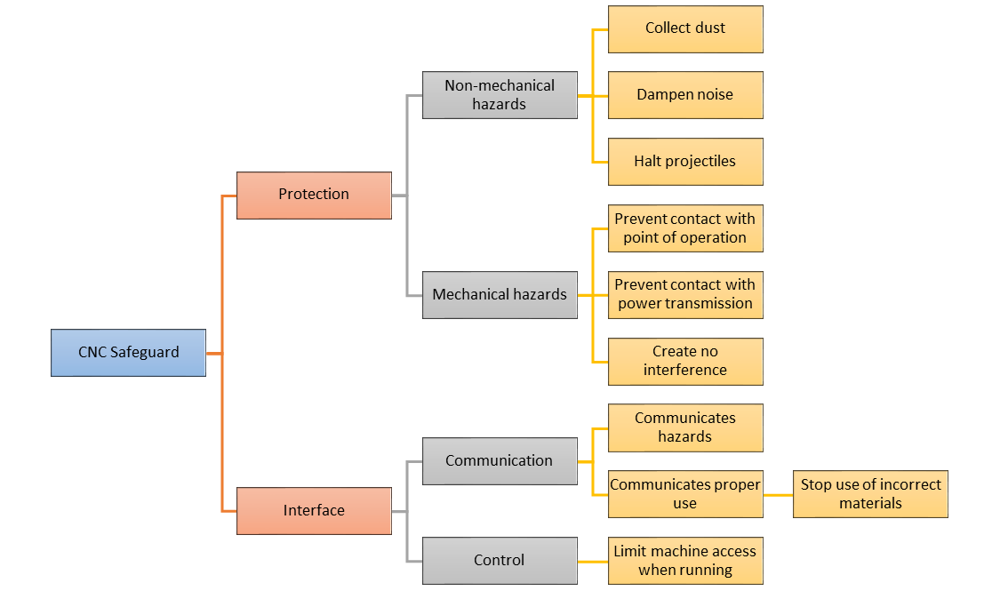 Collect dust
Non-mechanical
hazards
Dampen noise
Halt projectiles
Protection
Prevent contact with
point of operation
Mechanical hazards
Prevent contact with
power transmission
Create no
interference
CNC Safeguard
Communicates
hazards
Communication
Communicates proper
use
Stop use of incorrect
materials
Interface
Control
Limit machine access
when running